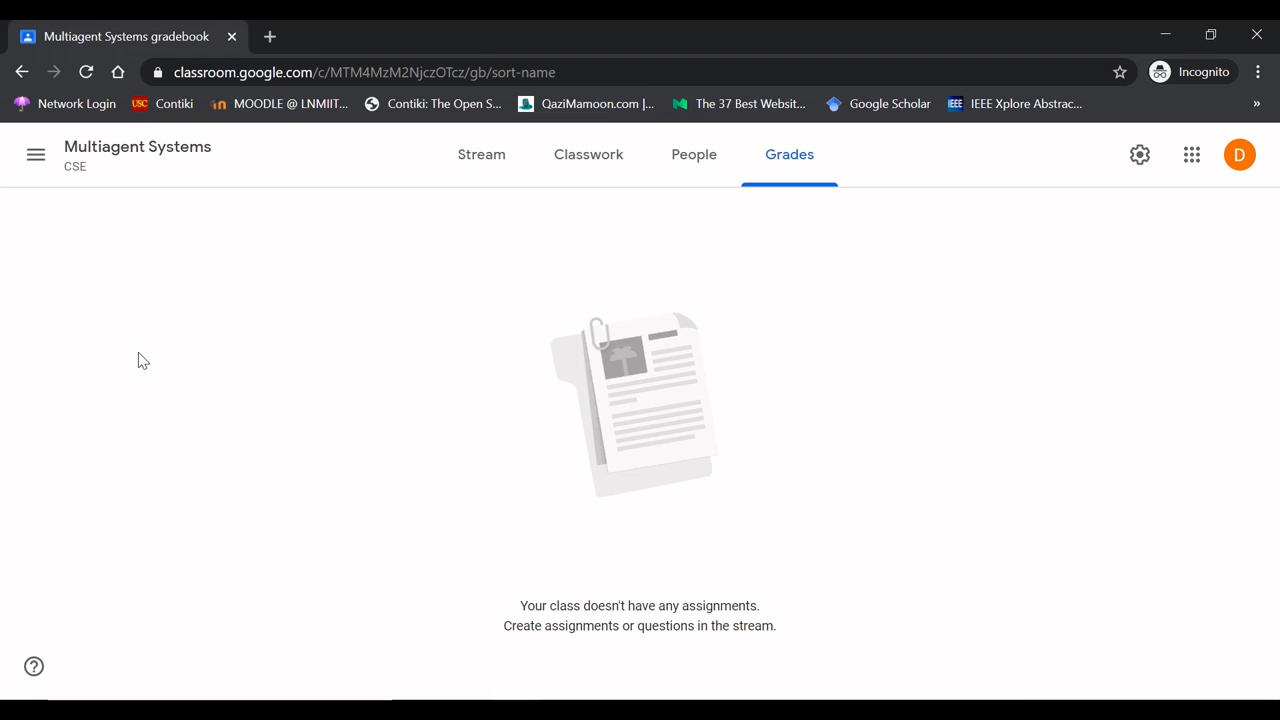 Multiagent Systems gradebook
classroom.google.com/c/MTM4MzM2NjczOTcz/gb/sort-name
Incognito
Network Login
USC Contiki
MOODLE @ LNMIIT...
Contiki: The Open S...
QaziMamoon.com |...
The 37 Best Websit...
Google Scholar
IEEE IEEE Xplore Abstrac...
»
Multiagent Systems
CSE
Stream
Classwork
People
Grades
D
Your class doesn't have any assignments.
Create assignments or questions in the stream.
?